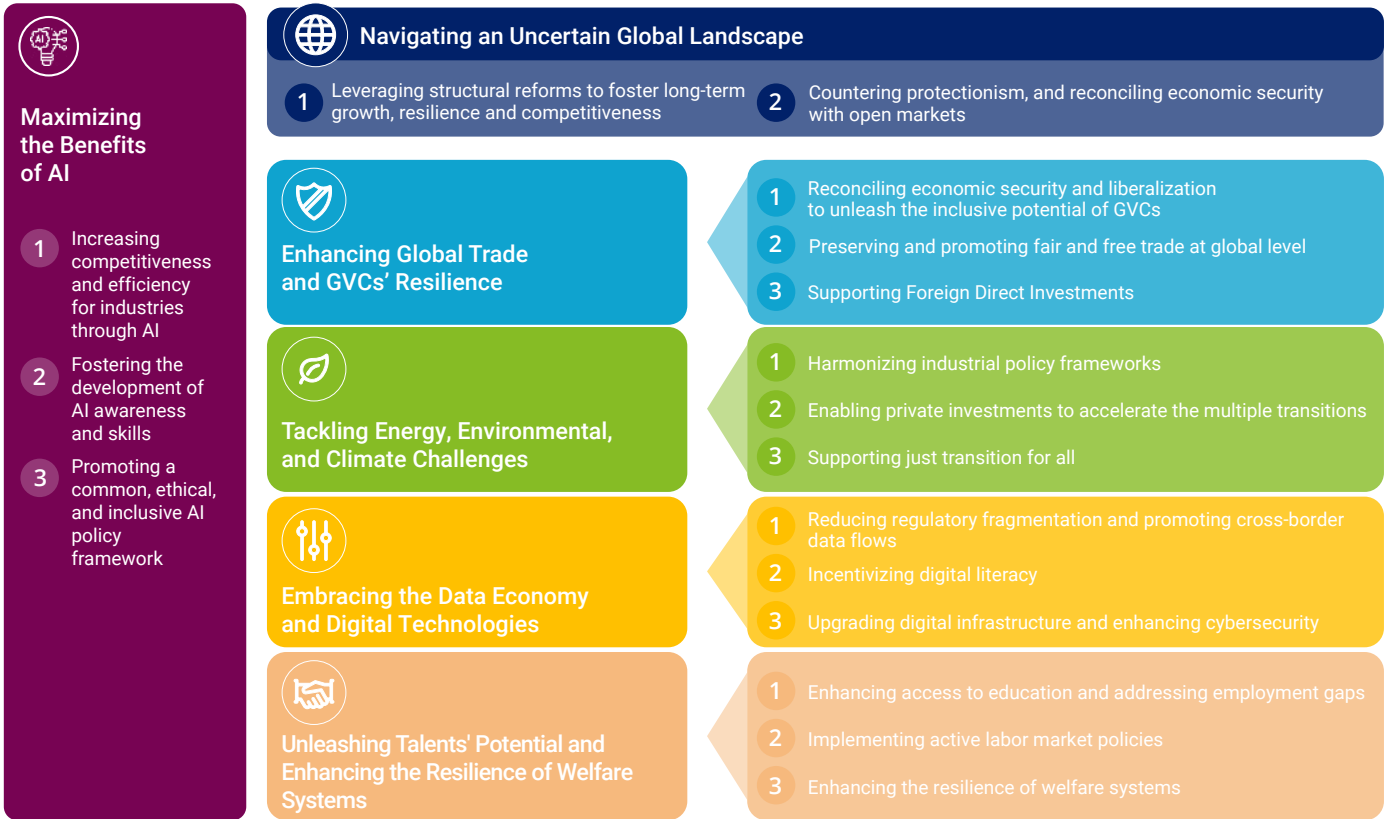 AI
Maximizing
the Benefits
of AI
1
Increasing
competitiveness
and efficiency
for industries
through AI
2
Fostering the
development of
AI awareness
and skills
3
Promoting a
common, ethical,
and inclusive AI
policy
framework
Navigating an Uncertain Global Landscape
1
Leveraging structural reforms to foster long-term
growth, resilience and competitiveness
2
Countering protectionism, and reconciling economic security
with open markets
Enhancing Global Trade
and GVCs’ Resilience
1
Reconciling economic security and liberalization
to unleash the inclusive potential of GVCs
2
Preserving and promoting fair and free trade at global level
3
Supporting Foreign Direct Investments
Tackling Energy, Environmental,
and Climate Challenges
1
Harmonizing industrial policy frameworks
2
Enabling private investments to accelerate the multiple transitions
3
Supporting just transition for all
Embracing the Data Economy
and Digital Technologies
1
Reducing regulatory fragmentation and promoting cross-border
data flows
2
Incentivizing digital literacy
3
Upgrading digital infrastructure and enhancing cybersecurity
Unleashing Talents' Potential and
Enhancing the Resilience of Welfare
Systems
1
Enhancing access to education and addressing employment gaps
2
Implementing active labor market policies
3
Enhancing the resilience of welfare systems